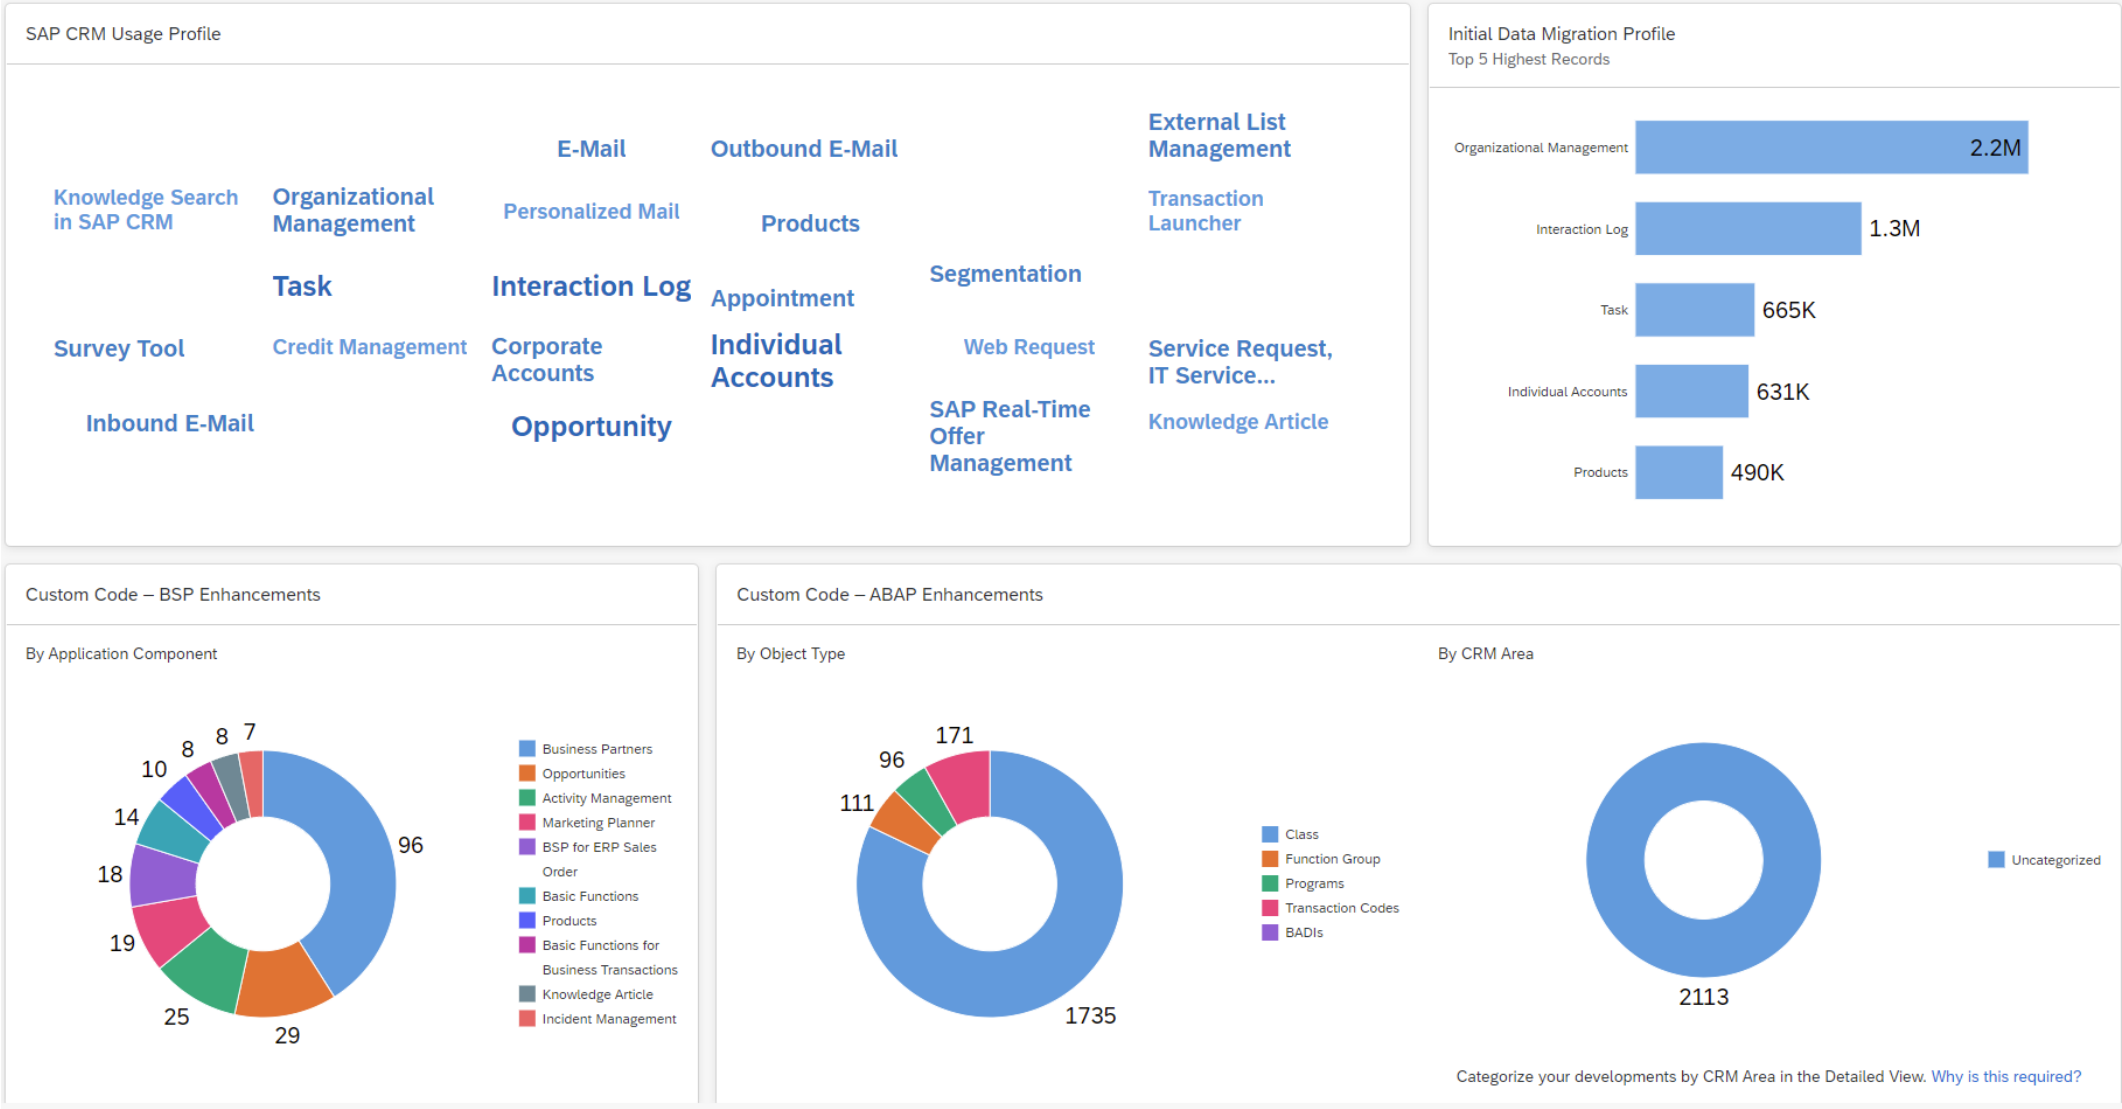 SAP CRM Usage Profile
E-Mail
Outbound E-Mail
External List
Management
Knowledge Search
in SAP CRM
Organizational
Management
Personalized Mail
Products
Transaction
Launcher
Task
Interaction Log
Appointment
Segmentation
Survey Tool
Credit Management
Corporate
Accounts
Individual
Accounts
Web Request
Service Request,
IT Service...
Inbound E-Mail
Opportunity
SAP Real-Time
Offer
Management
Knowledge Article
Initial Data Migration Profile
Top 5 Highest Records
Organizational Management
2.2M
Interaction Log
1.3M
Task
665K
Individual Accounts
631K
Products
490K
Custom Code – BSP Enhancements
By Application Component
96
29
25
19
18
14
10
8
8
7
Business Partners
Opportunities
Activity Management
Marketing Planner
BSP for ERP Sales
Order
Basic Functions
Products
Basic Functions for
Business Transactions
Knowledge Article
Incident Management
Custom Code – ABAP Enhancements
By Object Type
1735
111
96
171
Class
Function Group
Programs
Transaction Codes
BADIs
By CRM Area
2113
Uncategorized
Categorize your developments by CRM Area in the Detailed View. Why is this required?